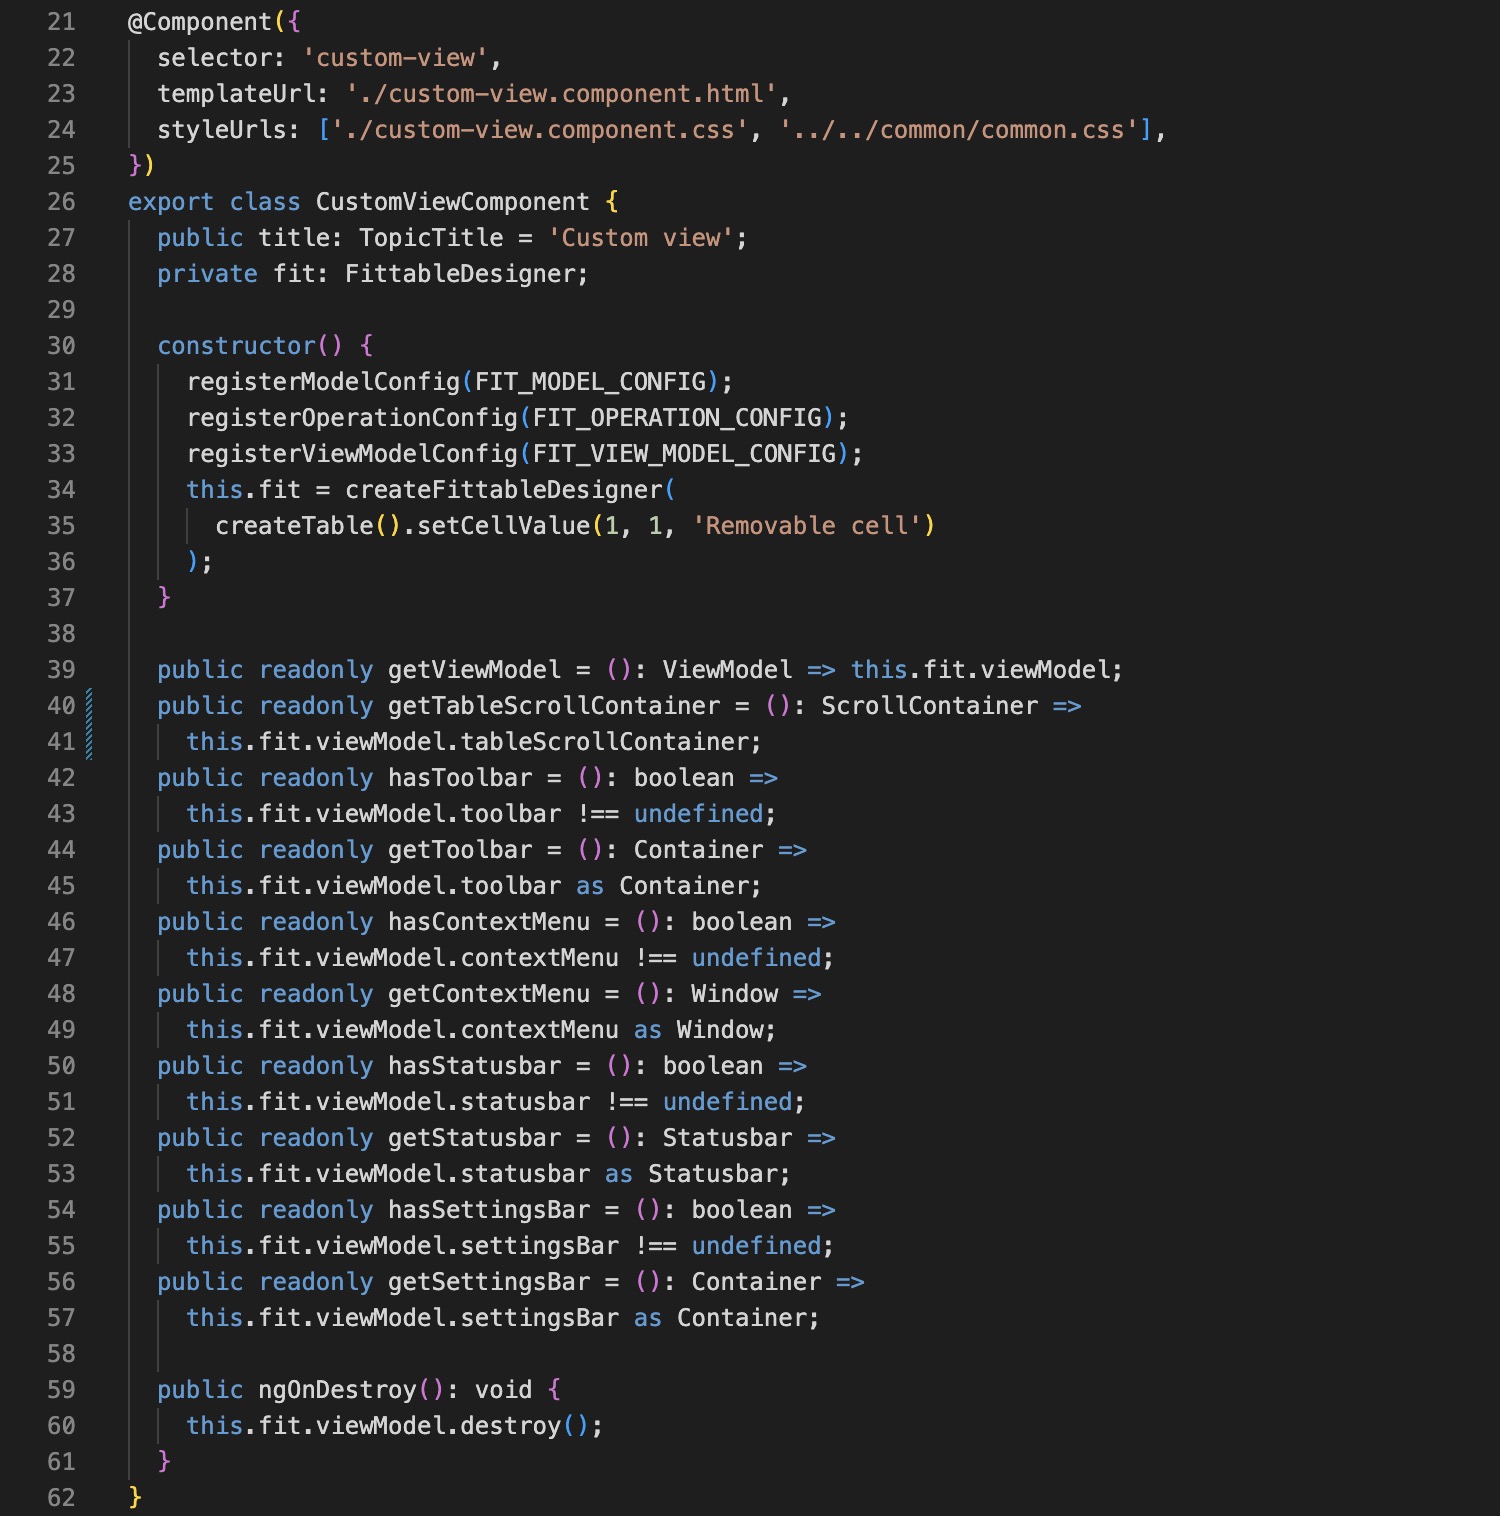 21 @Component({
22   selector: 'custom-view',
23   templateUrl: './custom-view.component.html',
24   styleUrls: ['./custom-view.component.css', '../../common/common.css'],
25 })
26 export class CustomViewComponent {
27   public title: TopicTitle = 'Custom view';
28   private fit: FittableDesigner;
29
30   constructor() {
31     registerModelConfig(FIT_MODEL_CONFIG);
32     registerOperationConfig(FIT_OPERATION_CONFIG);
33     registerViewModelConfig(FIT_VIEW_MODEL_CONFIG);
34     this.fit = createFittableDesigner(
35       createTable().setCellValue(1, 1, 'Removable cell')
36     );
37   }
38
39   public readonly getViewModel = (): ViewModel => this.fit.viewModel;
40   public readonly getTableScrollContainer = (): ScrollContainer =>
41     this.fit.viewModel.tableScrollContainer;
42   public readonly hasToolbar = (): boolean =>
43     this.fit.viewModel.toolbar !== undefined;
44   public readonly getToolbar = (): Container =>
45     this.fit.viewModel.toolbar as Container;
46   public readonly hasContextMenu = (): boolean =>
47     this.fit.viewModel.contextMenu !== undefined;
48   public readonly getContextMenu = (): Window =>
49     this.fit.viewModel.contextMenu as Window;
50   public readonly hasStatusbar = (): boolean =>
51     this.fit.viewModel.statusbar !== undefined;
52   public readonly getStatusbar = (): Statusbar =>
53     this.fit.viewModel.statusbar as Statusbar;
54   public readonly hasSettingsBar = (): boolean =>
55     this.fit.viewModel.settingsBar !== undefined;
56   public readonly getSettingsBar = (): Container =>
57     this.fit.viewModel.settingsBar as Container;
58
59   public ngOnDestroy(): void {
60     this.fit.viewModel.destroy();
61   }
62 }